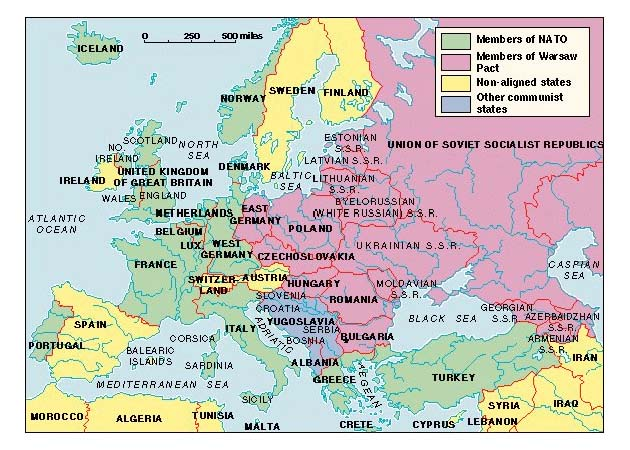 ICELAND
0 200 500 miles
Members of NATO
Members of Warsaw
Pact
Non-aligned states
Other communist
states
NORWAY
SWEDEN
FINLAND
SCOTLAND
NORTH
SEA
NO.
IRELAND
UNITED KINGDOM
OF GREAT BRITAIN
IRELAND
WALES
ENGLAND
DENMARK
BALTIC
SEA
ESTONIAN
S.S.R.
LATVIAN S.S.R.
LITHUANIAN
S.S.R.
UNION OF SOVIET SOCIALIST REPUBLICS
BYELORUSSIAN
(WHITE RUSSIAN) S.S.R.
ATLANTIC
OCEAN
NETHERLANDS
EAST
GERMANY
POLAND
BELGIUM
LUX.
WEST
GERMANY
UKRAINIAN S.S.R.
CZECHOSLOVAKIA
FRANCE
CASPIAN
SEA
SWITZER
LAND
AUSTRIA
HUNGARY
MOLDAVIAN
S.S.R.
SLOVENIA
CROATIA
ROMANIA
GEORGIAN
S.S.R.
AZERBAIDZHAN
S.S.R.
ARMENIAN
S.S.R.
SPAIN
PORTUGAL
ITALY
ADRIATIC
YUGOSLAVIA
SERBIA
BOSNIA
BLACK SEA
BULGARIA
CORSICA
BALEARIC
ISLANDS
SARDINIA
ALBANIA
IRAN
MEDITERRANEAN SEA
GREECE
AEGEAN
TURKEY
SICILY
MOROCCO
ALGERIA
TUNISIA
MALTA
CRETE
CYPRUS
SYRIA
LEBANON
IRAQ